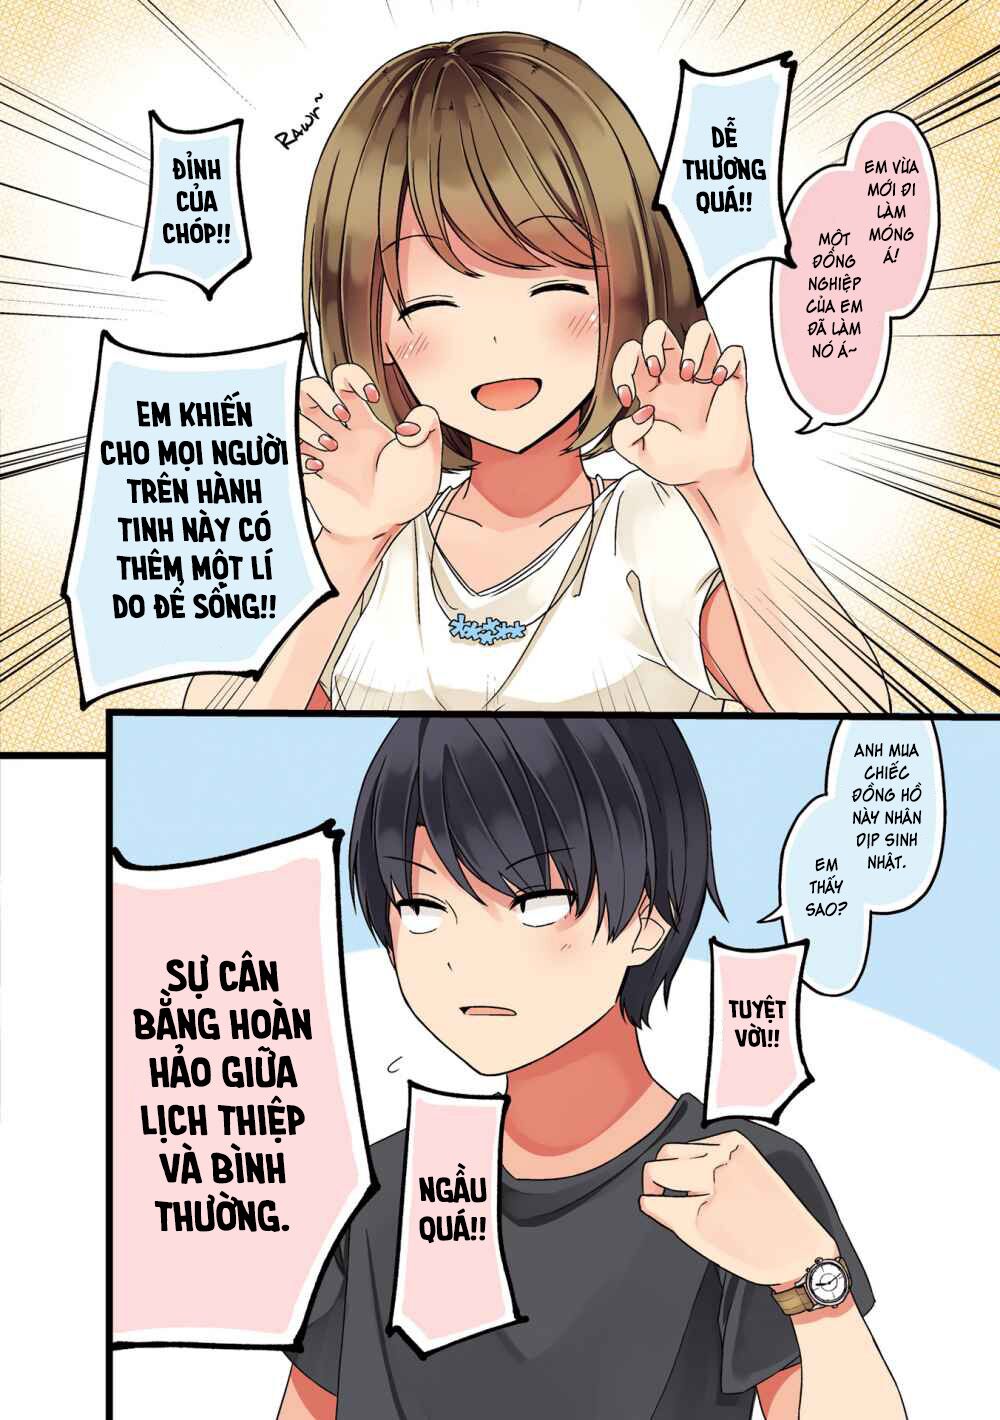 EM VỪA
MỚI ĐI
LÀM
MÓNG
Á!
MỘT
ĐỒNG
NGHIỆP
CỦA EM
ĐÃ LÀM
NÓ Á~
DỄ
THƯƠNG
QUÁ!!
RAWR~
ĐỈNH
CỦA
CHÓP!!
EM KHIẾN
CHO MỌI NGƯỜI
TRÊN HÀNH
TINH NÀY CÓ
THÊM MỘT LÍ
DO ĐỂ SỐNG!!
ANH MUA
CHIẾC
ĐỒNG HỒ
NÀY NHÂN
DỊP SINH
NHẬT.
EM
THẤY
SAO?
TUYỆT
VỜI!!
NGẦU
QUÁ!!
SỰ CÂN
BẰNG HOÀN
HẢO GIỮA
LỊCH THIỆP
VÀ BÌNH
THƯỜNG.